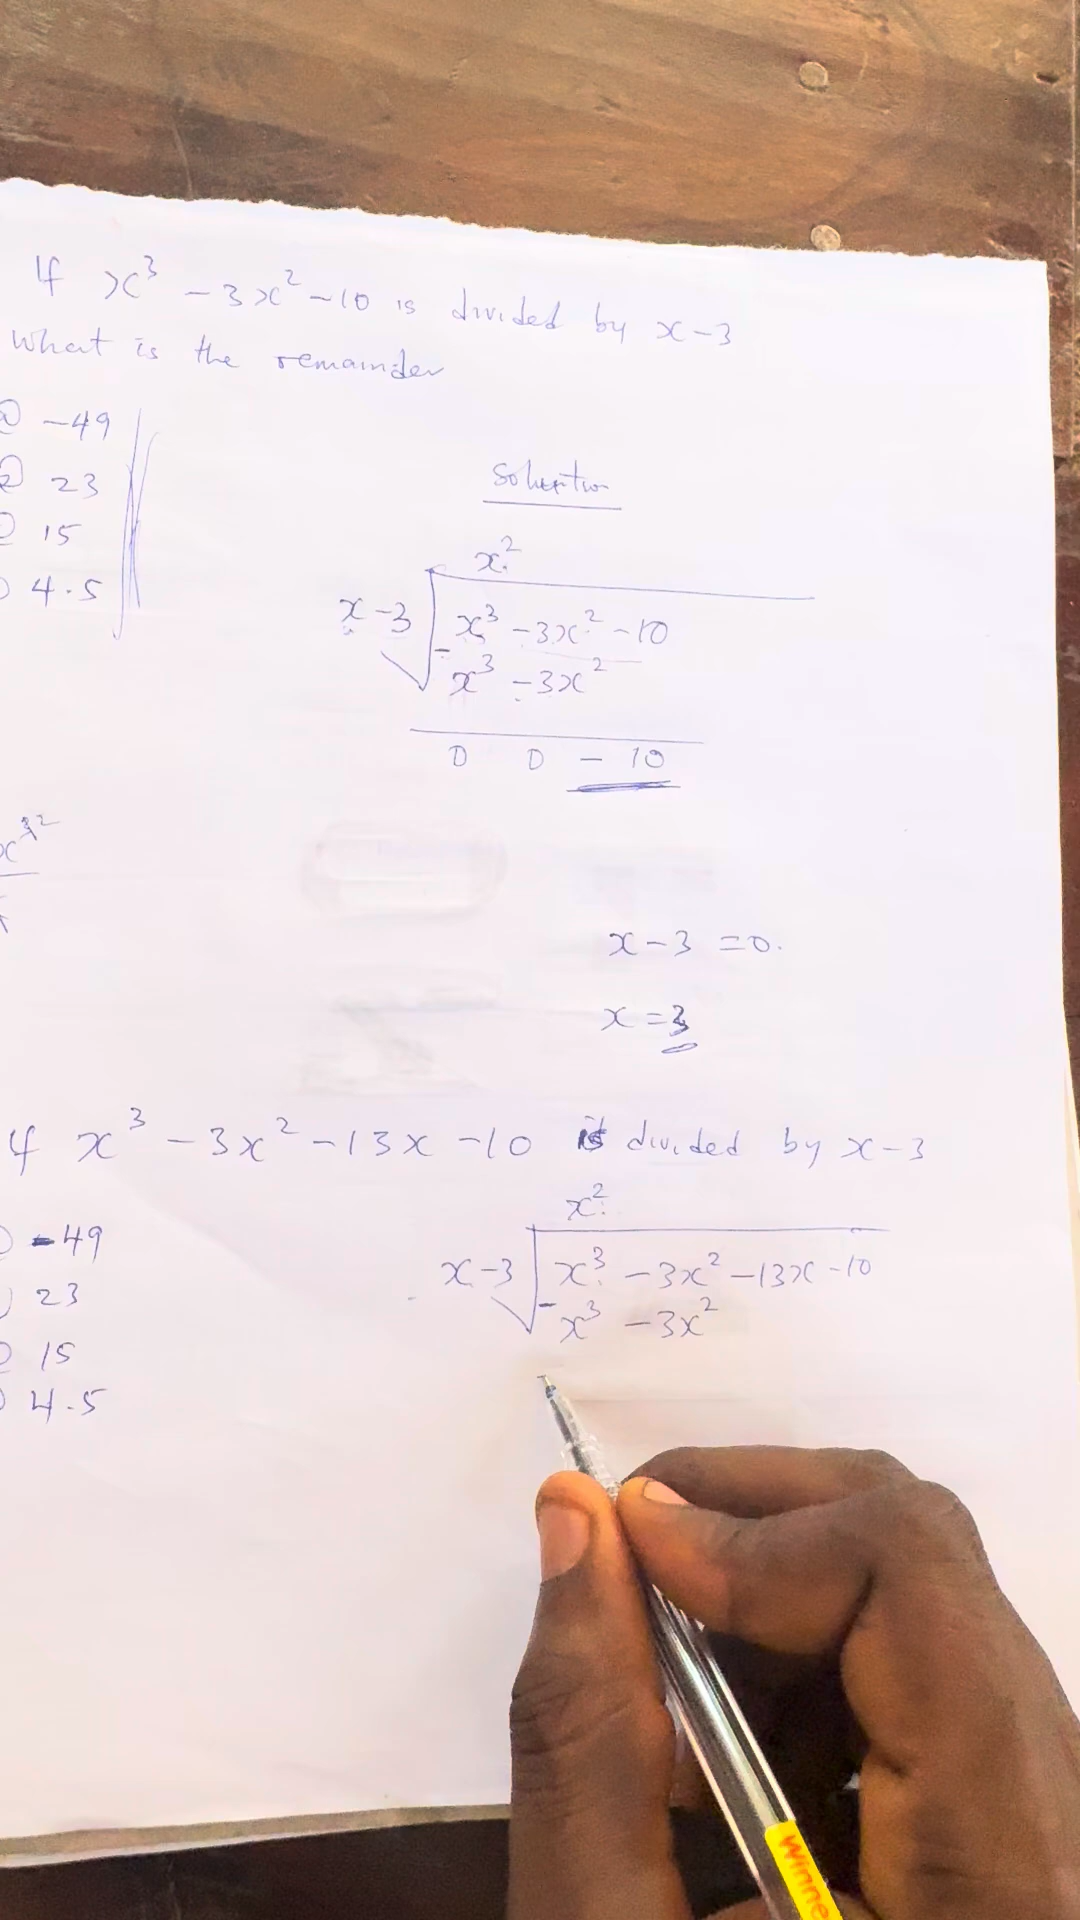 If x³ - 3x² - 10 is divided by x - 3
What is the remainder
-49
23
15
4.5
Solution
x²
x - 3 x³ - 3x² - 10
- x³ - 3x²
0 0 - 10
x - 3 = 0.
x = 3
If x³ - 3x² - 13x - 10 is divided by x - 3
-49
23
15
4.5
x²
x - 3 x³ - 3x² - 13x - 10
- x³ - 3x²
Winne